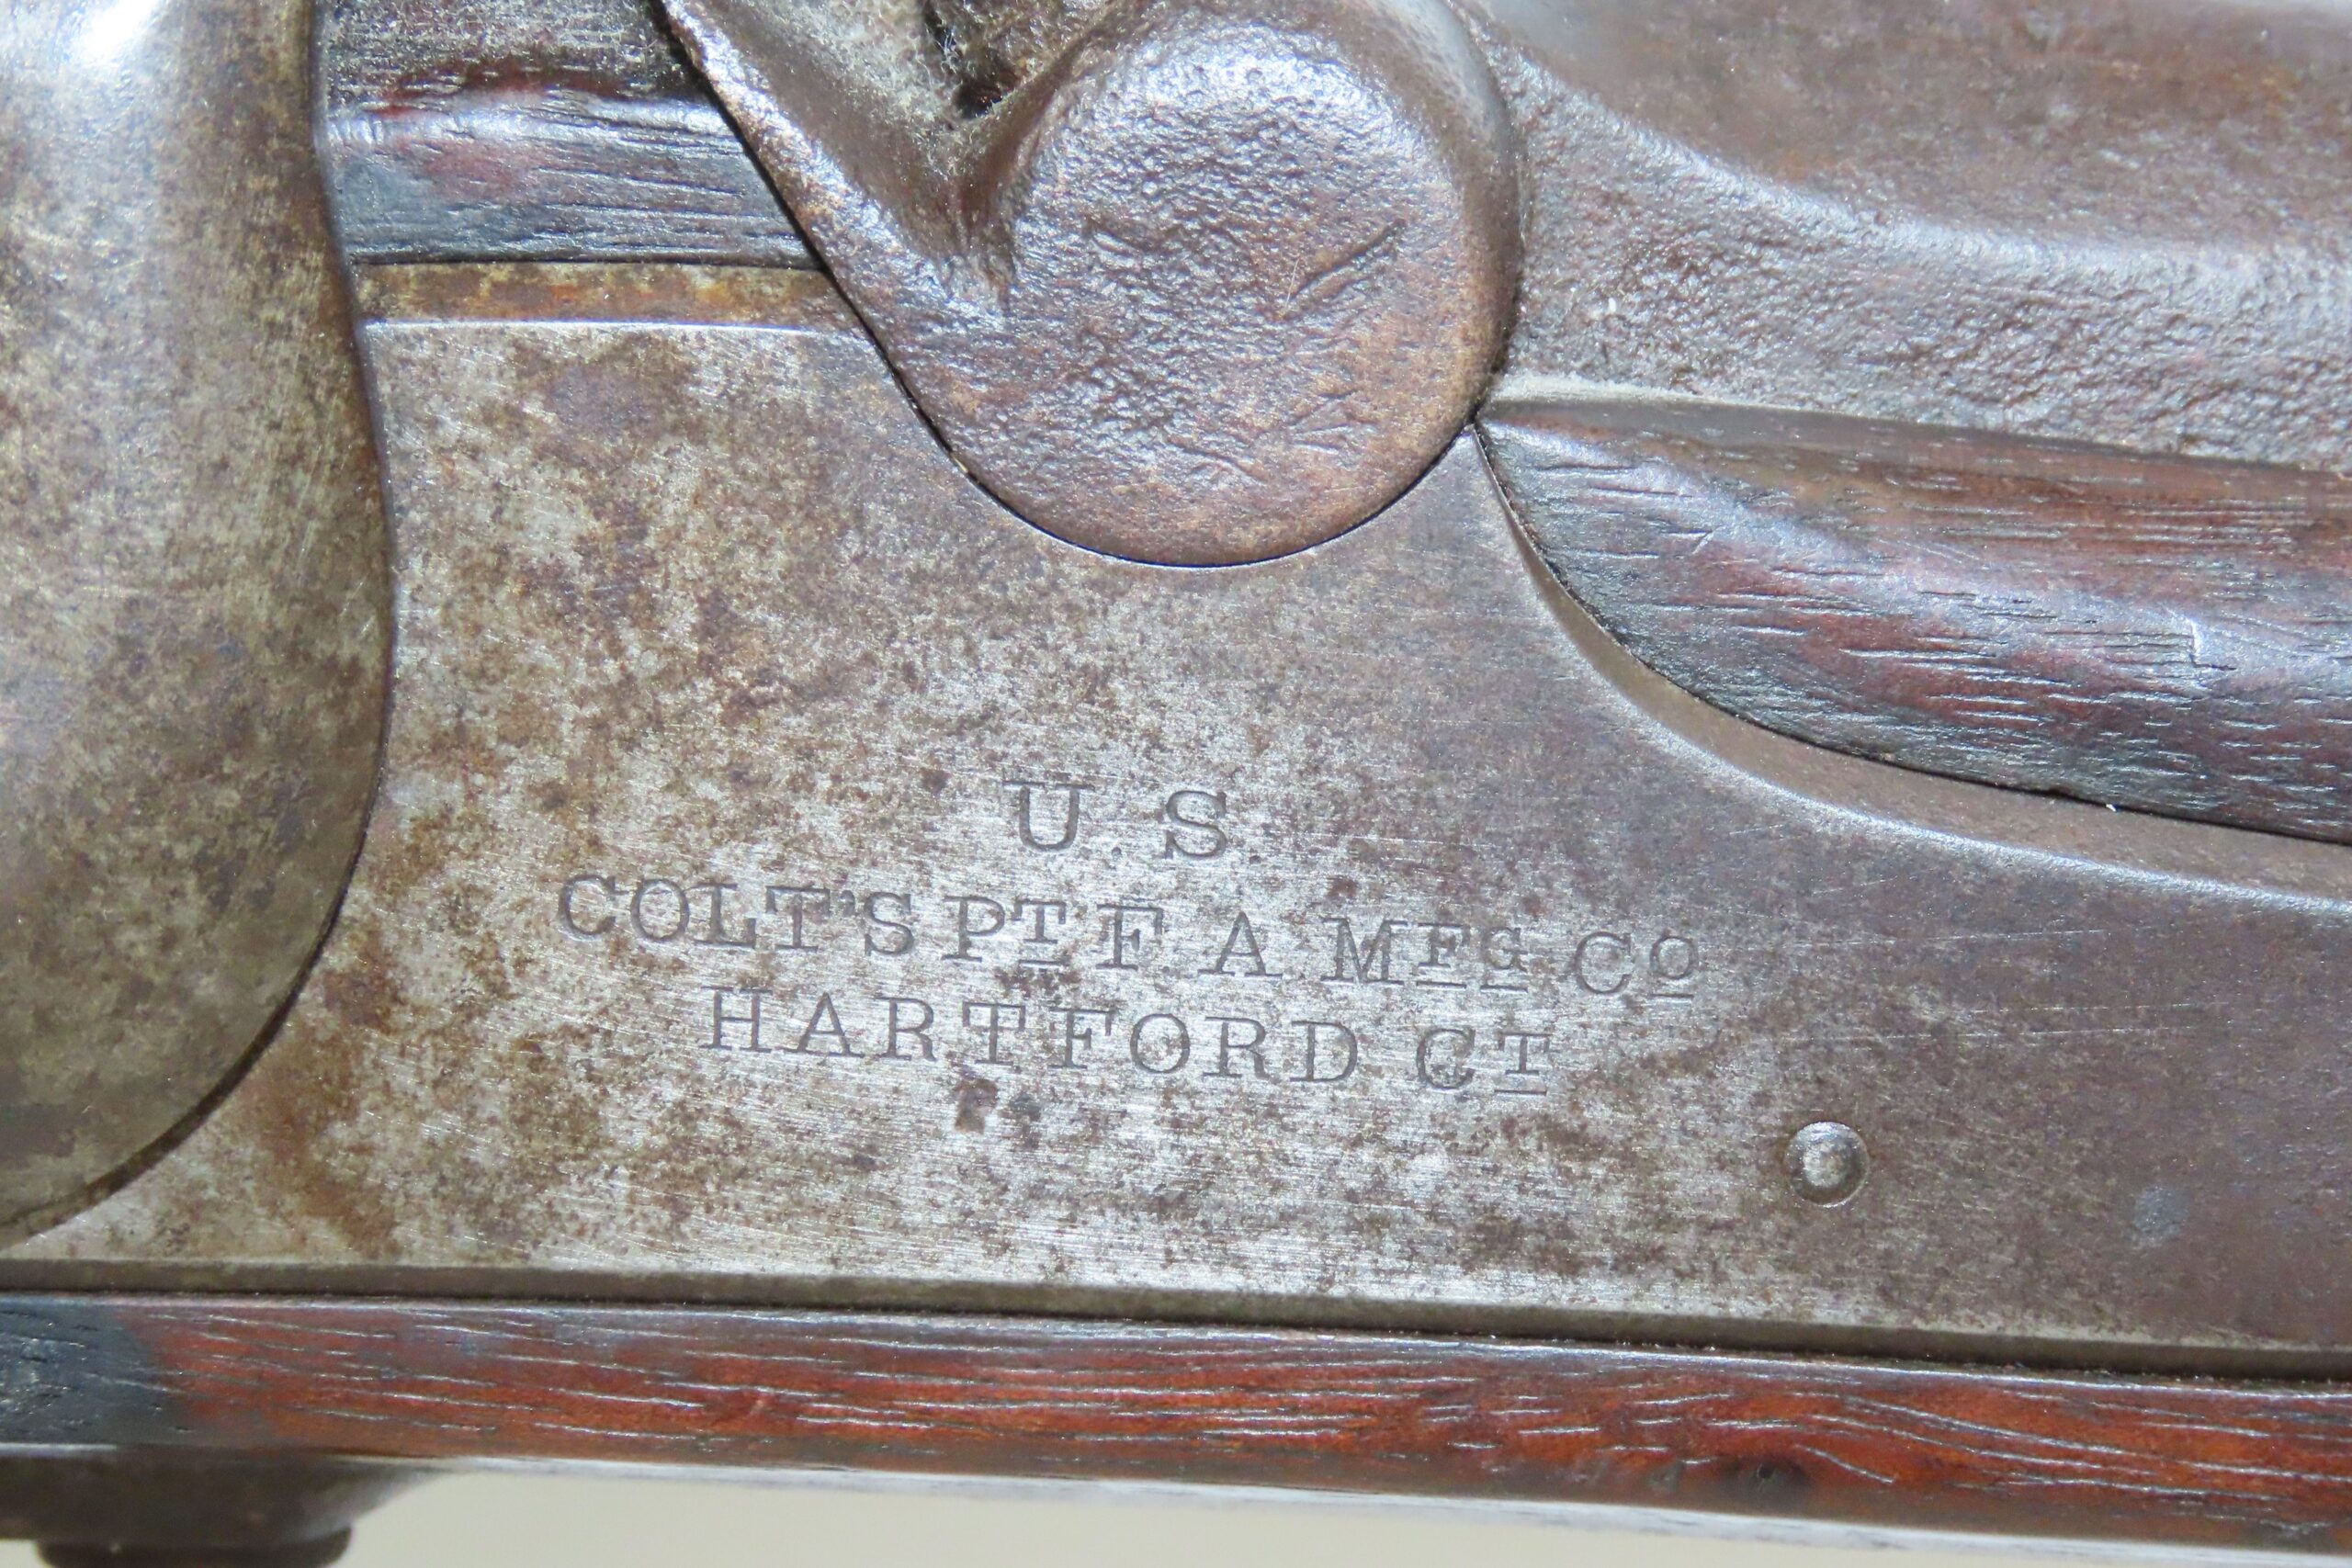 U.S.
COLT'S PT F. A MFG CO
HARTFORD CT